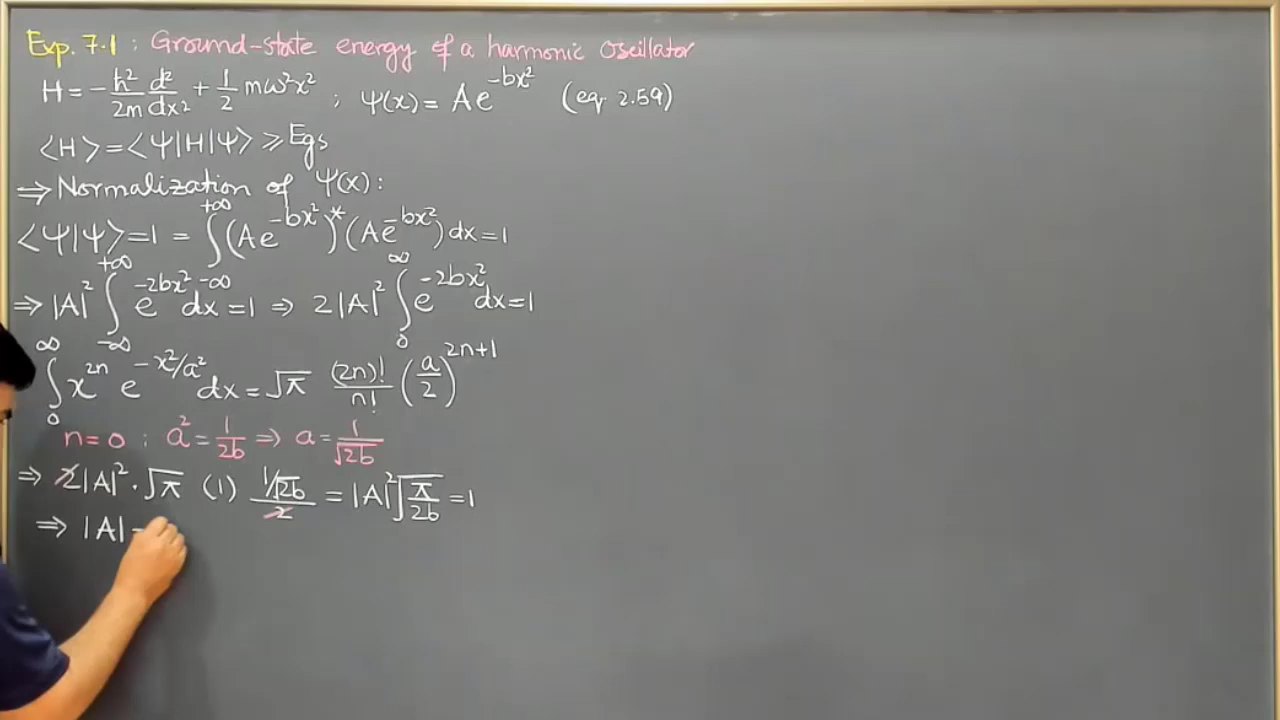 Exp. 7.1 : Ground-state energy of a harmonic oscillator
H = -ℏ²/2m d²/dx² + 1/2 mω²x² ; Ψ(x) = Ae^{-bx²} (eq. 2.59)
⟨H⟩ = ⟨Ψ|H|Ψ⟩ ≥ Egs
⇒ Normalization of Ψ(x):
⟨Ψ|Ψ⟩ = 1 = ∫_{-∞}^{+∞} (Ae^{-bx²})* (Ae^{-bx²}) dx = 1
⇒ |A|² ∫_{-∞}^{+∞} e^{-2bx²} dx = 1 ⇒ 2|A|² ∫_0^∞ e^{-2bx²} dx = 1
∫_0^∞ x^{2n} e^{-x²/a²} dx = √π (2n)!/n! (a/2)^{2n+1}
n = 0 : a² = 1/2b ⇒ a = 1/√2b
⇒ 2|A|² · √π (1) (1/√2b)/2 = |A|² √(π/2b) = 1
⇒ |A| =